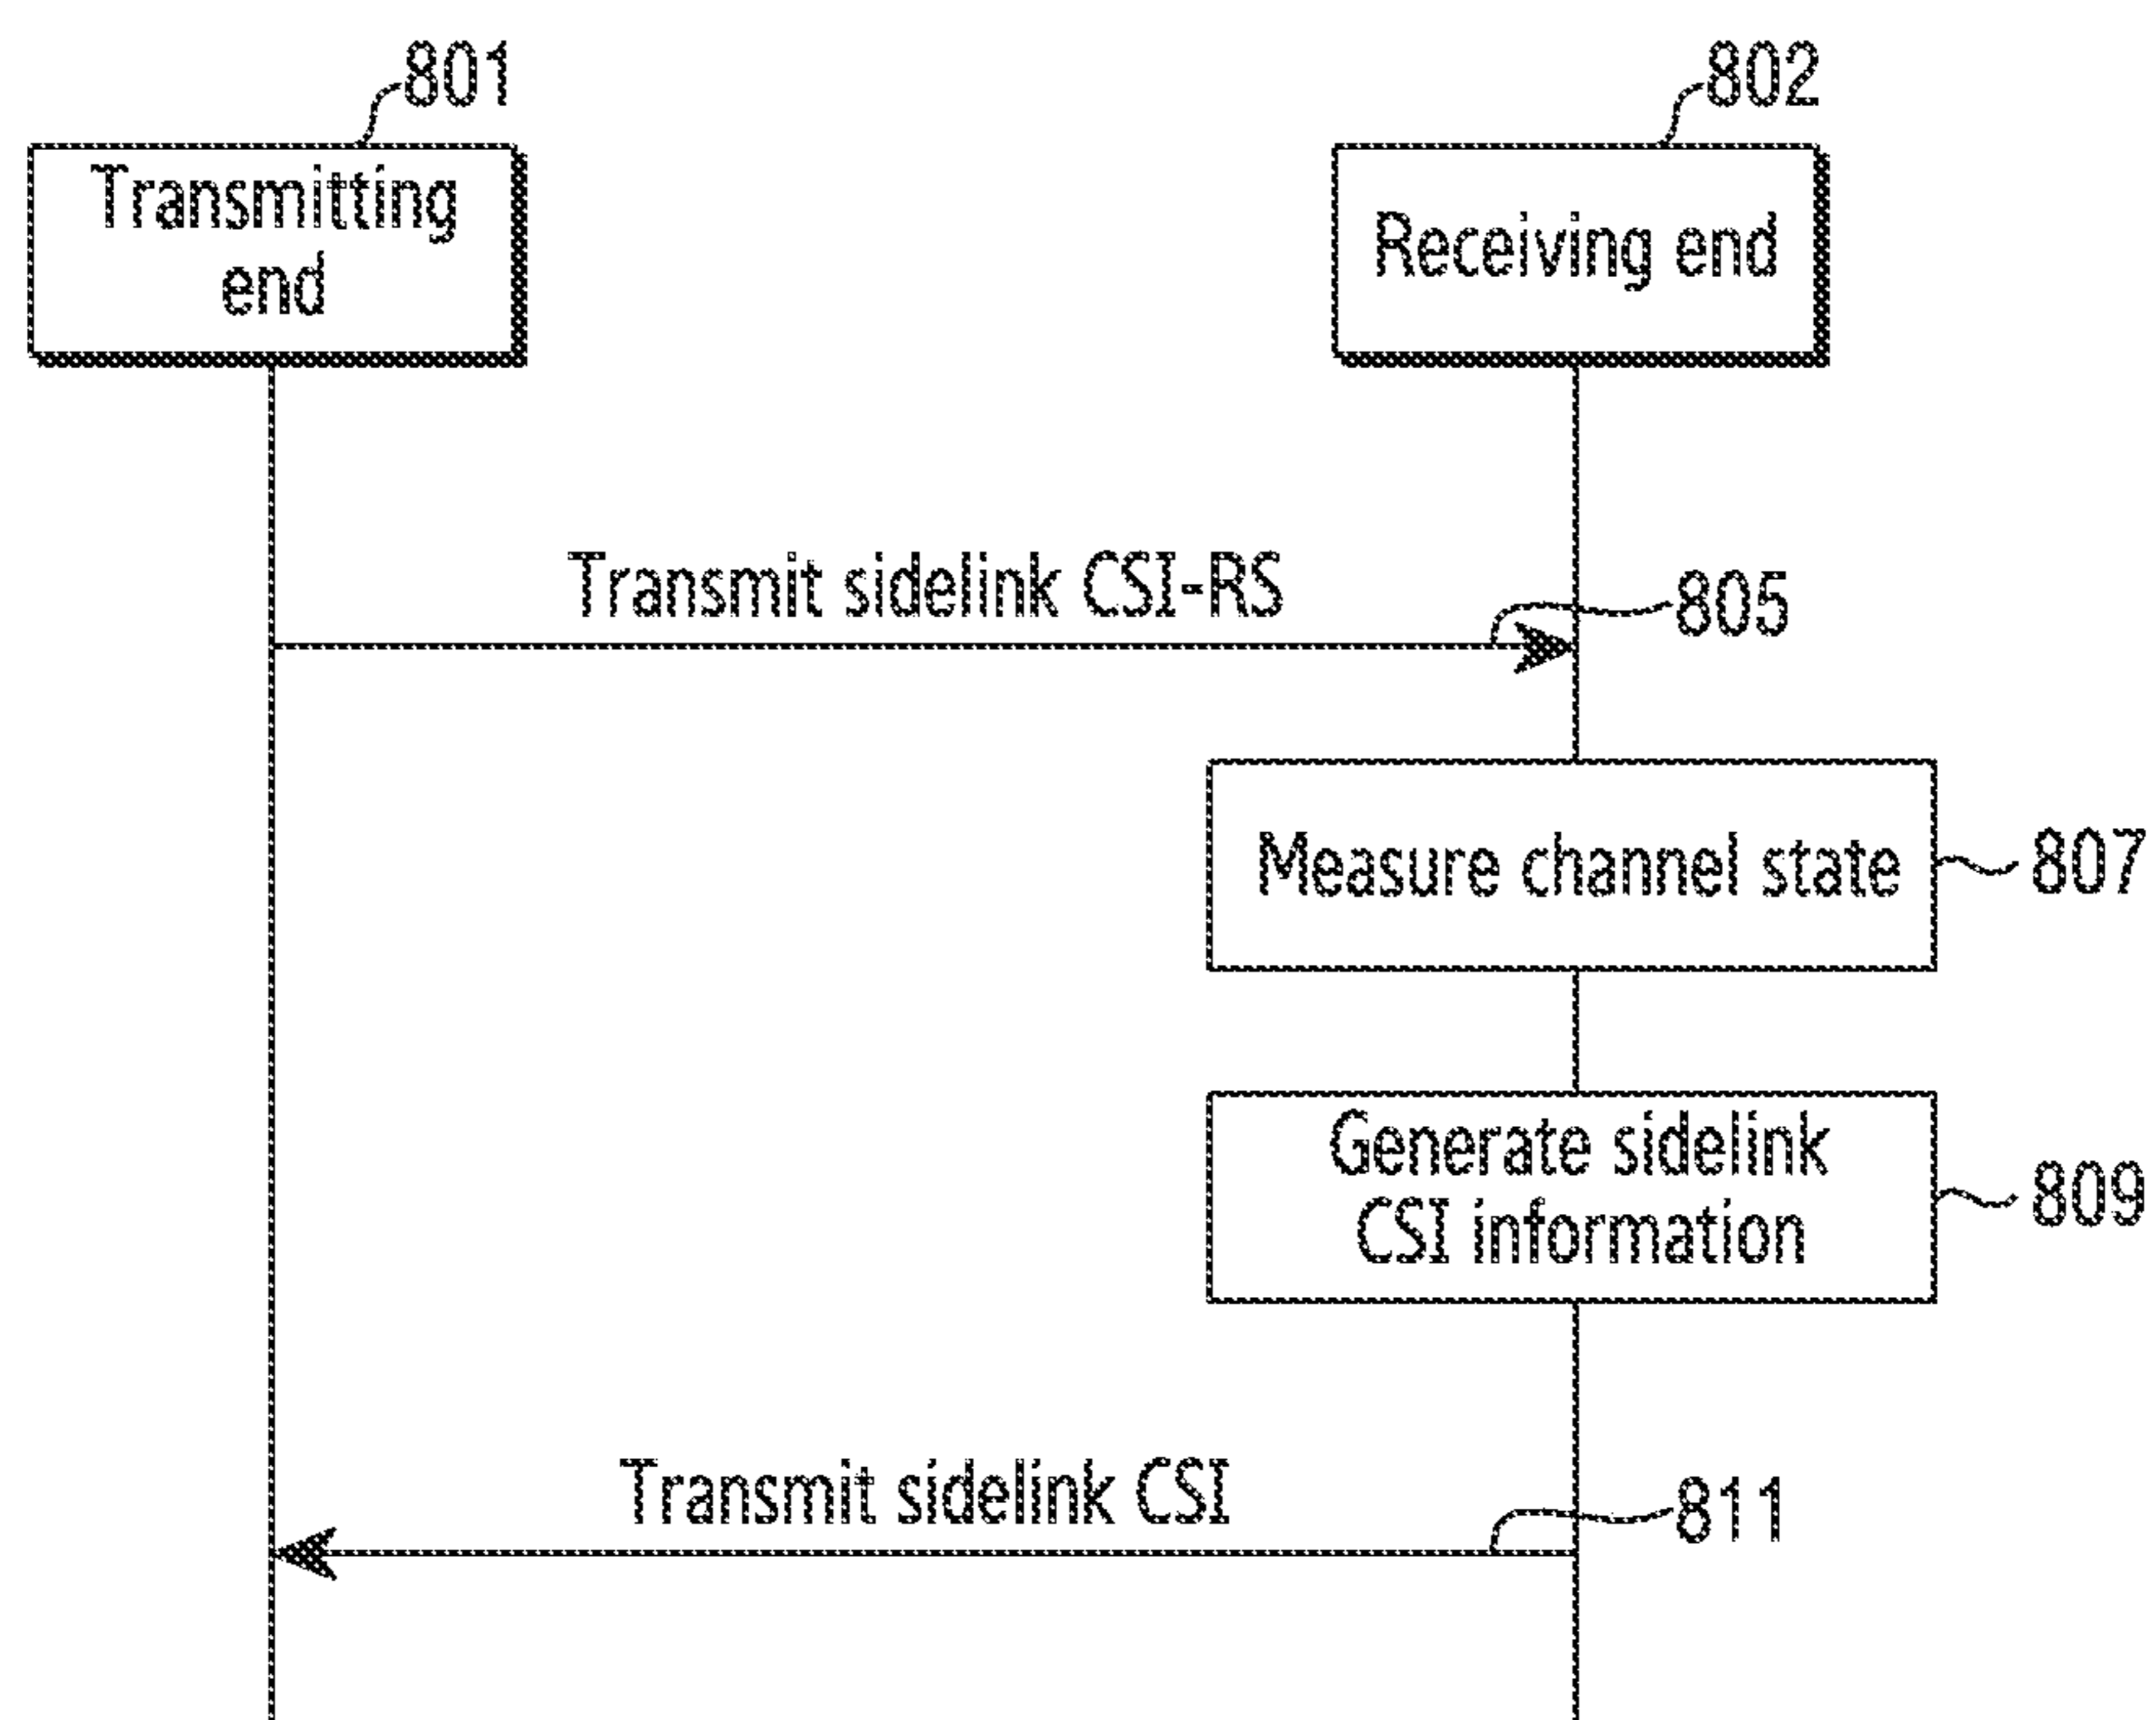 801
802
Transmitting
end
Receiving end
Transmit sidelink CSI-RS
805
Measure channel state
807
Generate sidelink
CSI information
809
Transmit sidelink CSI
811